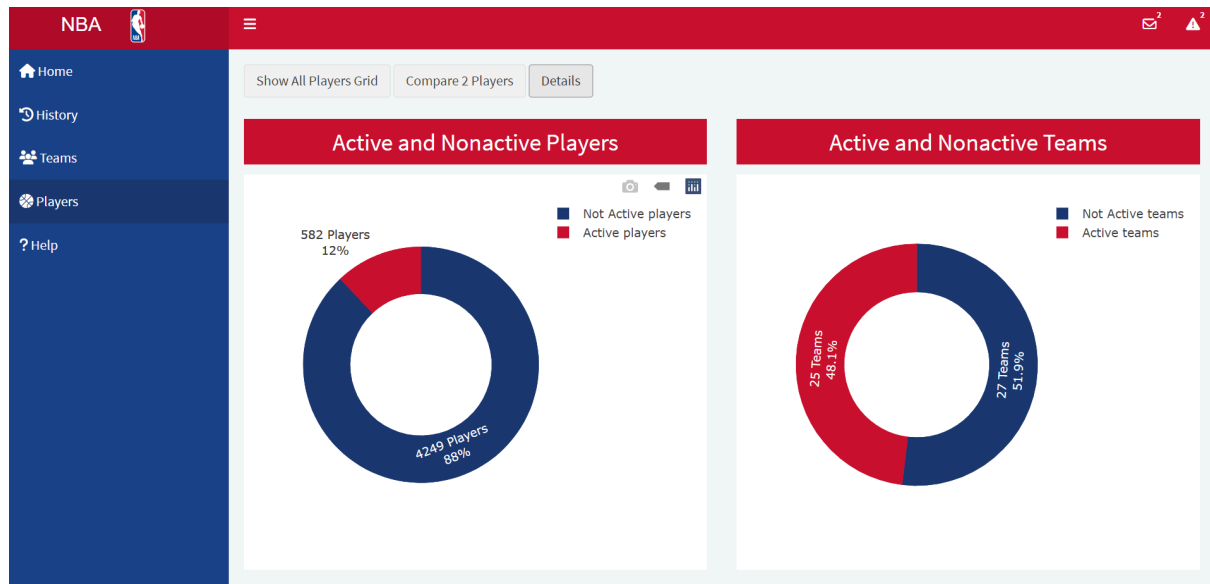 NBA
2
2
Home
History
Teams
Players
Help
Show All Players Grid
Compare 2 Players
Details
Active and Nonactive Players
Not Active players
Active players
582 Players
12%
4249 Players
88%
Active and Nonactive Teams
Not Active teams
Active teams
25 Teams
48.1%
27 Teams
51.9%